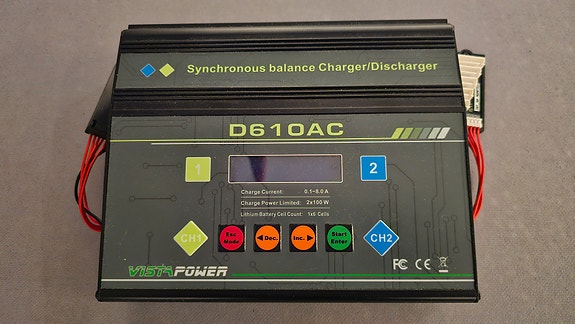 Synchronous balance Charger/Discharger
D610AC
1
2
Charge Current: 0.1~8.0 A
Charge Power Limited: 2x100 W
Lithium Battery Cell Count: 1x6 Cells
CH1
Esc Mode
Dec.
Inc.
Start Enter
CH2
VISTAPOWER
FC CE